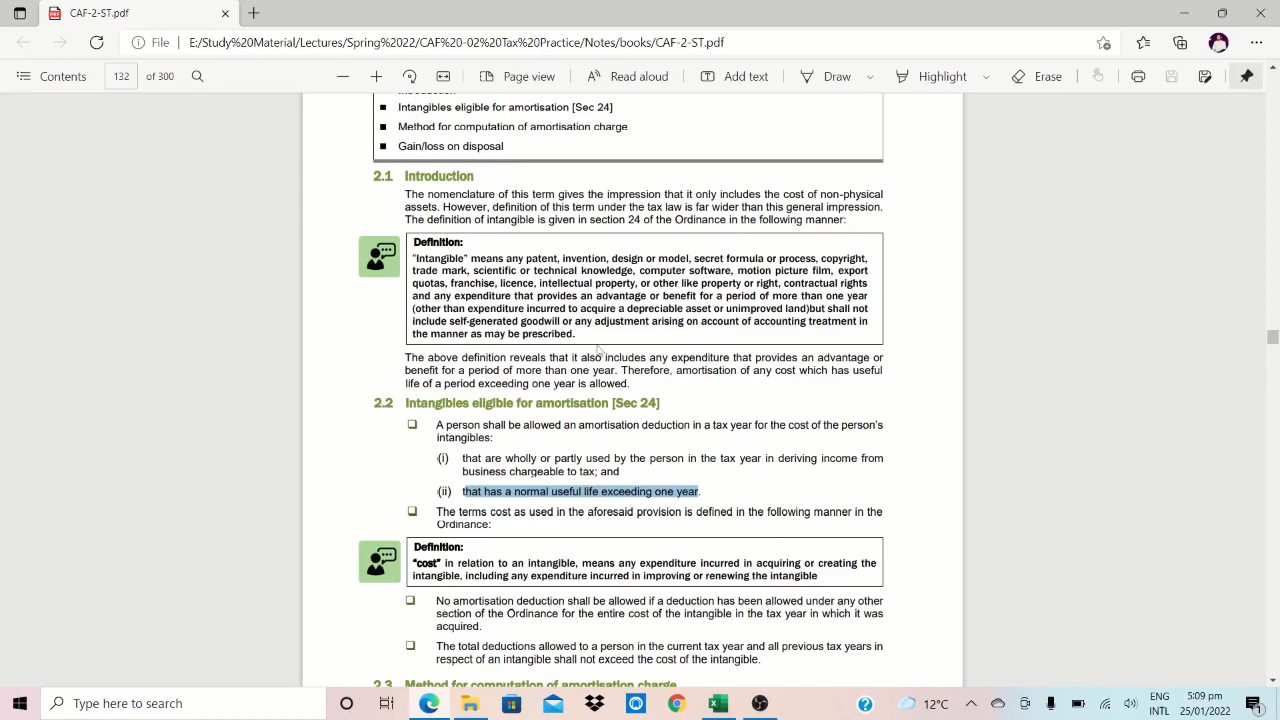 CAF-2-ST.pdf
File
E:/Study%20Material/Lectures/Spring%2022/CAF%20-02%20Tax%20Practice/Notes/books/CAF-2-ST.pdf
Contents
132
of 300
Page view
Read aloud
Add text
Draw
Highlight
Erase
Introduction
■ Intangibles eligible for amortisation [Sec 24]
■ Method for computation of amortisation charge
■ Gain/loss on disposal
2.1 Introduction
The nomenclature of this term gives the impression that it only includes the cost of non-physical
assets. However, definition of this term under the tax law is far wider than this general impression.
The definition of intangible is given in section 24 of the Ordinance in the following manner:
Definition:
"Intangible" means any patent, invention, design or model, secret formula or process, copyright,
trade mark, scientific or technical knowledge, computer software, motion picture film, export
quotas, franchise, licence, intellectual property, or other like property or right, contractual rights
and any expenditure that provides an advantage or benefit for a period of more than one year
(other than expenditure incurred to acquire a depreciable asset or unimproved land)but shall not
include self-generated goodwill or any adjustment arising on account of accounting treatment in
the manner as may be prescribed.
The above definition reveals that it also includes any expenditure that provides an advantage or
benefit for a period of more than one year. Therefore, amortisation of any cost which has useful
life of a period exceeding one year is allowed.
2.2 Intangibles eligible for amortisation [Sec 24]
❑ A person shall be allowed an amortisation deduction in a tax year for the cost of the person's
intangibles:
(i) that are wholly or partly used by the person in the tax year in deriving income from
business chargeable to tax; and
(ii) that has a normal useful life exceeding one year.
❑ The terms cost as used in the aforesaid provision is defined in the following manner in the
Ordinance:
Definition:
"cost" in relation to an intangible, means any expenditure incurred in acquiring or creating the
intangible, including any expenditure incurred in improving or renewing the intangible
❑ No amortisation deduction shall be allowed if a deduction has been allowed under any other
section of the Ordinance for the entire cost of the intangible in the tax year in which it was
acquired.
❑ The total deductions allowed to a person in the current tax year and all previous tax years in
respect of an intangible shall not exceed the cost of the intangible.
2.3 Method for computation of amortisation charge
Type here to search
12°C
ENG
INTL
5:09 pm
25/01/2022
1